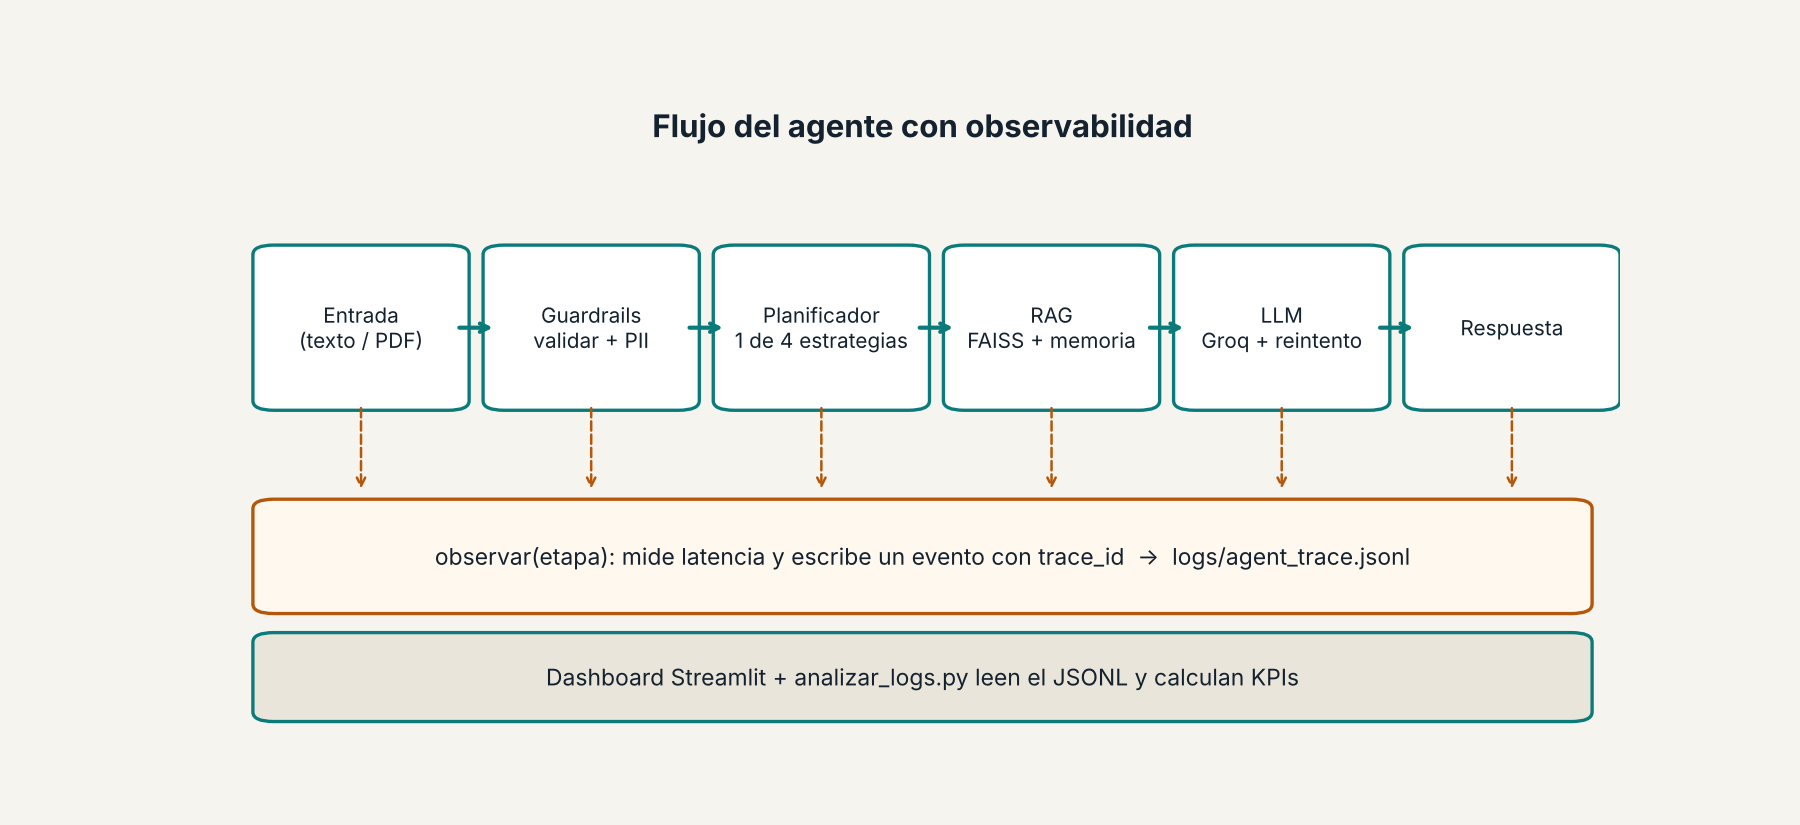 Flujo del agente con observabilidad
Entrada
(texto / PDF)
Guardrails
validar + PII
Planificador
1 de 4 estrategias
RAG
FAISS + memoria
LLM
Groq + reintento
Respuesta
observar(etapa): mide latencia y escribe un evento con trace_id → logs/agent_trace.jsonl
Dashboard Streamlit + analizar_logs.py leen el JSONL y calculan KPIs